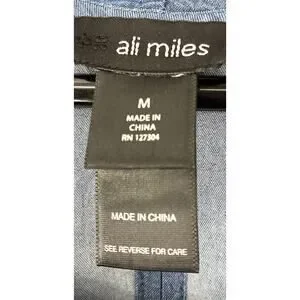 ali miles
M
MADE IN
CHINA
RN 127304
MADE IN CHINA
SEE REVERSE FOR CARE